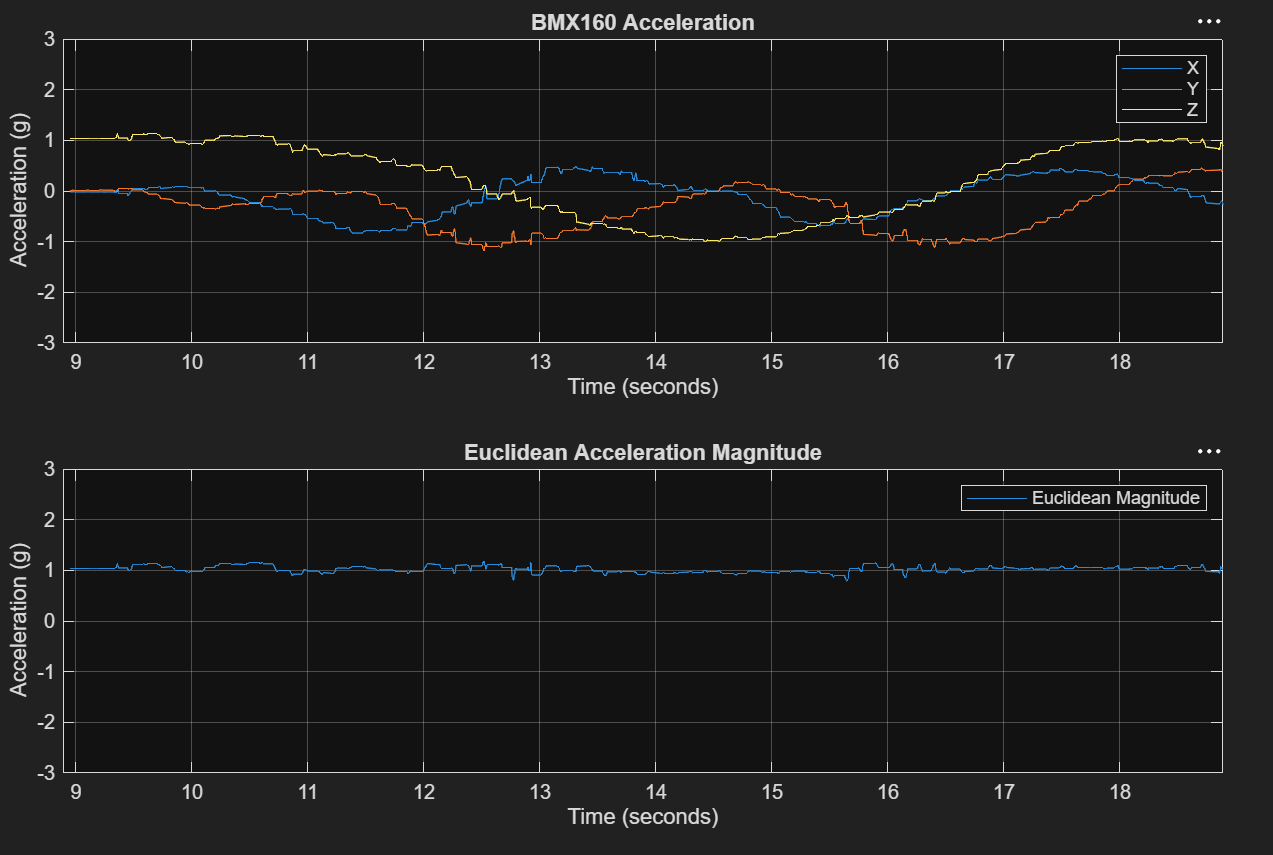 BMX160 Acceleration
3
2
1
0
-1
-2
-3
Acceleration (g)
X
Y
Z
9 10 11 12 13 14 15 16 17 18
Time (seconds)
Euclidean Acceleration Magnitude
3
2
1
0
-1
-2
-3
Acceleration (g)
Euclidean Magnitude
9 10 11 12 13 14 15 16 17 18
Time (seconds)